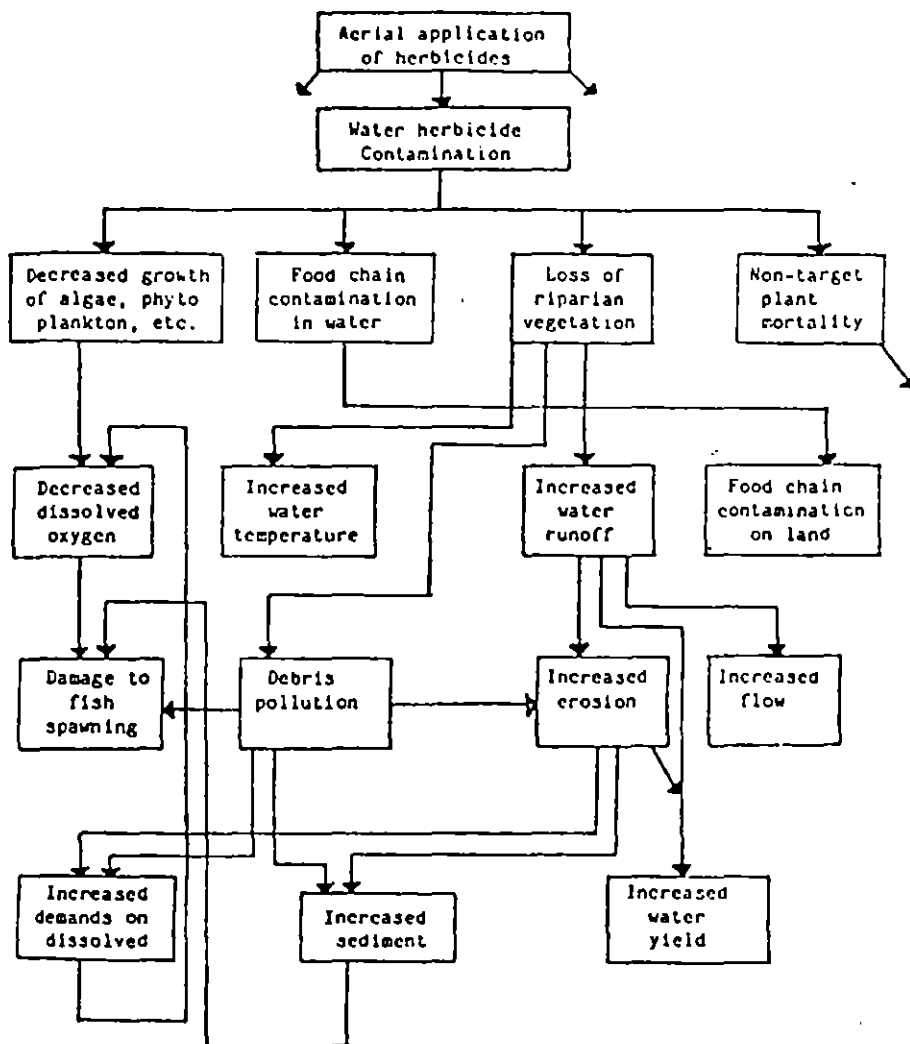 Aerial application
of herbicides
Water herbicide
Contamination
Decreased growth
of algae, phyto
plankton, etc.
Food chain
contamination
in water
Loss of
riparian
vegetation
Non-target
plant
mortality
Decreased
dissolved
oxygen
Increased
water
temperature
Increased
water
runoff
Food chain
contamination
on land
Damage to
fish
spawning
Debris
pollution
Increased
erosion
Increased
flow
Increased
demands on
dissolved
Increased
sediment
Increased
water
yield